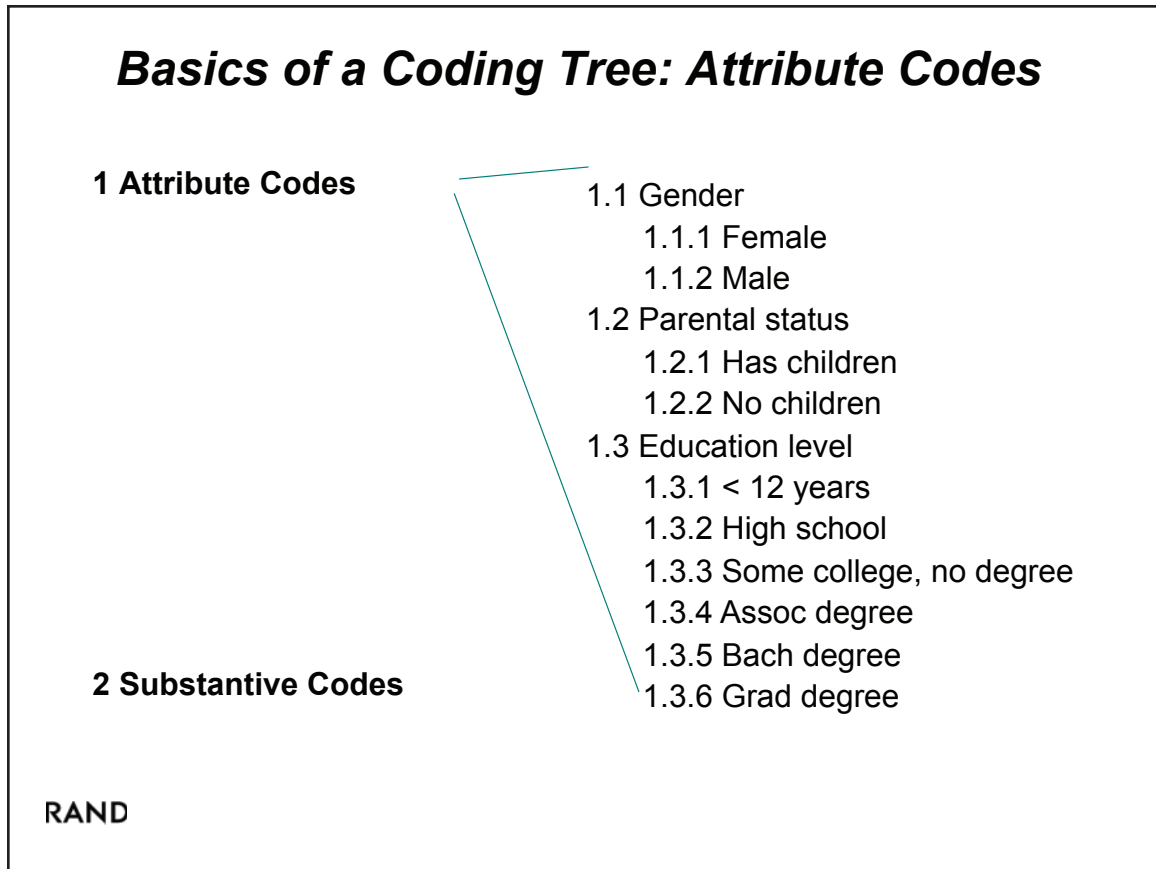 Basics of a Coding Tree: Attribute Codes
1 Attribute Codes
1.1 Gender
1.1.1 Female
1.1.2 Male
1.2 Parental status
1.2.1 Has children
1.2.2 No children
1.3 Education level
1.3.1 < 12 years
1.3.2 High school
1.3.3 Some college, no degree
1.3.4 Assoc degree
1.3.5 Bach degree
1.3.6 Grad degree
2 Substantive Codes
RAND